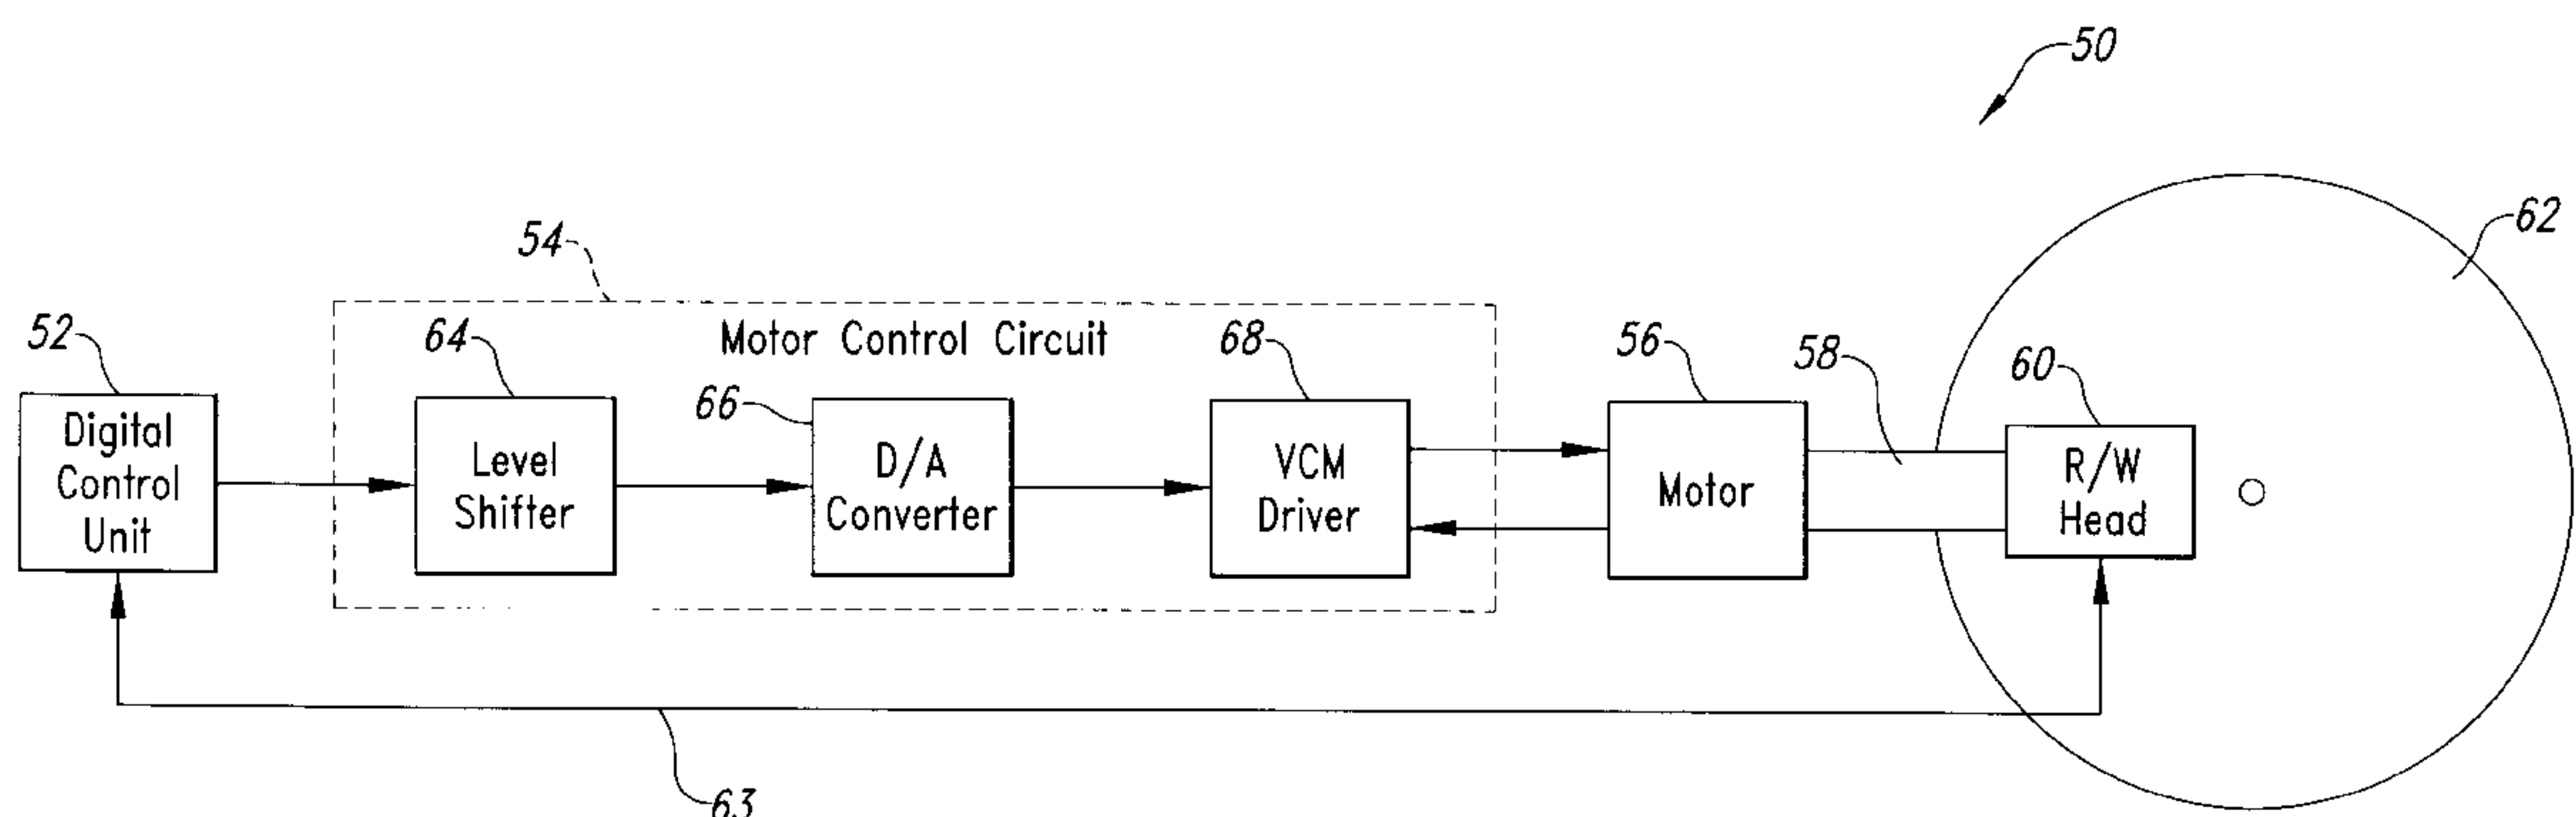 50
62
54
Motor Control Circuit
52
64
66
68
56
58
60
Digital
Control
Unit
Level
Shifter
D/A
Converter
VCM
Driver
Motor
R/W
Head
63